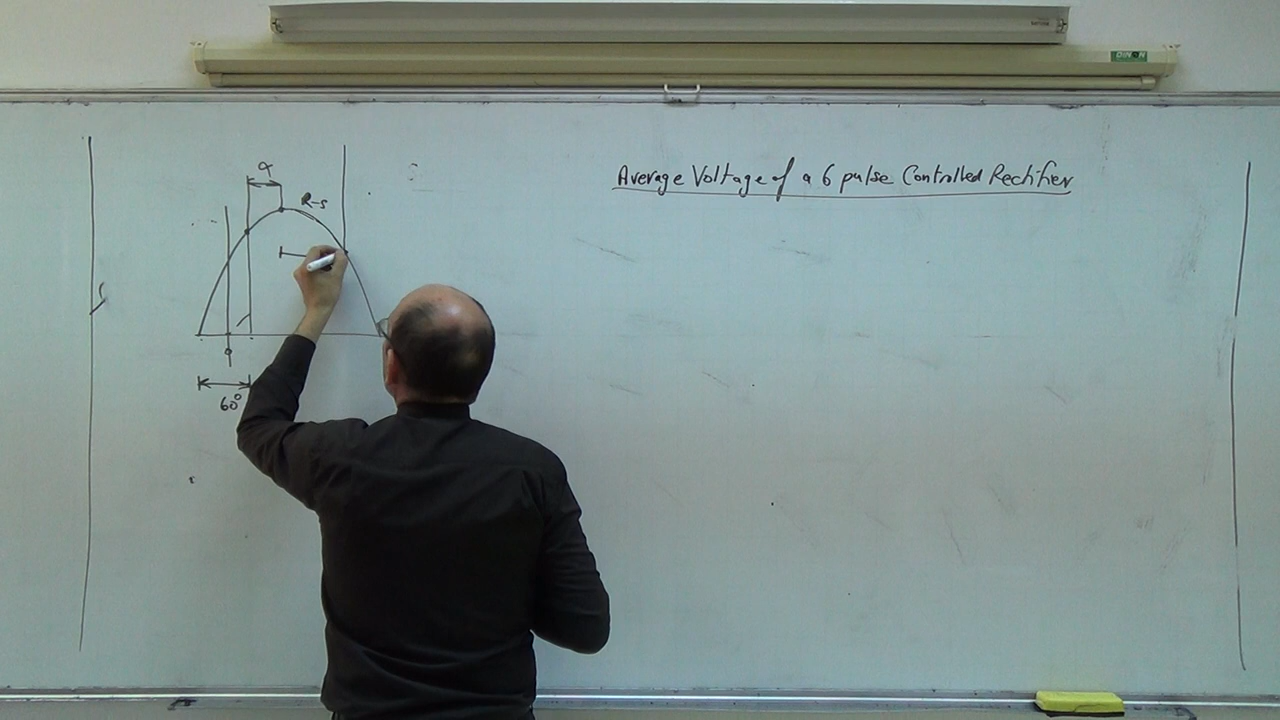 Average Voltage of a 6 pulse Controlled Rectifier
α
R-S
60°